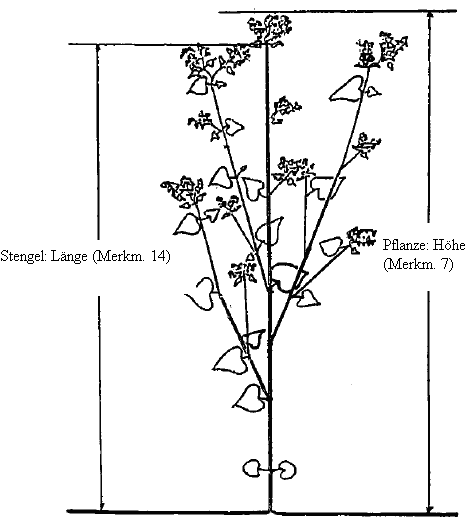 Stengel: Länge (Merkm. 14)
Pflanze: Höhe
(Merkm. 7)